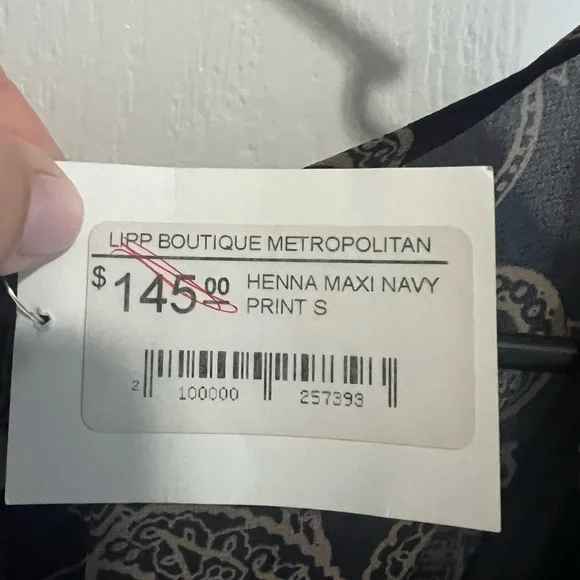 LIPP BOUTIQUE METROPOLITAN
$145.00 HENNA MAXI NAVY
PRINT S
2 100000 257393